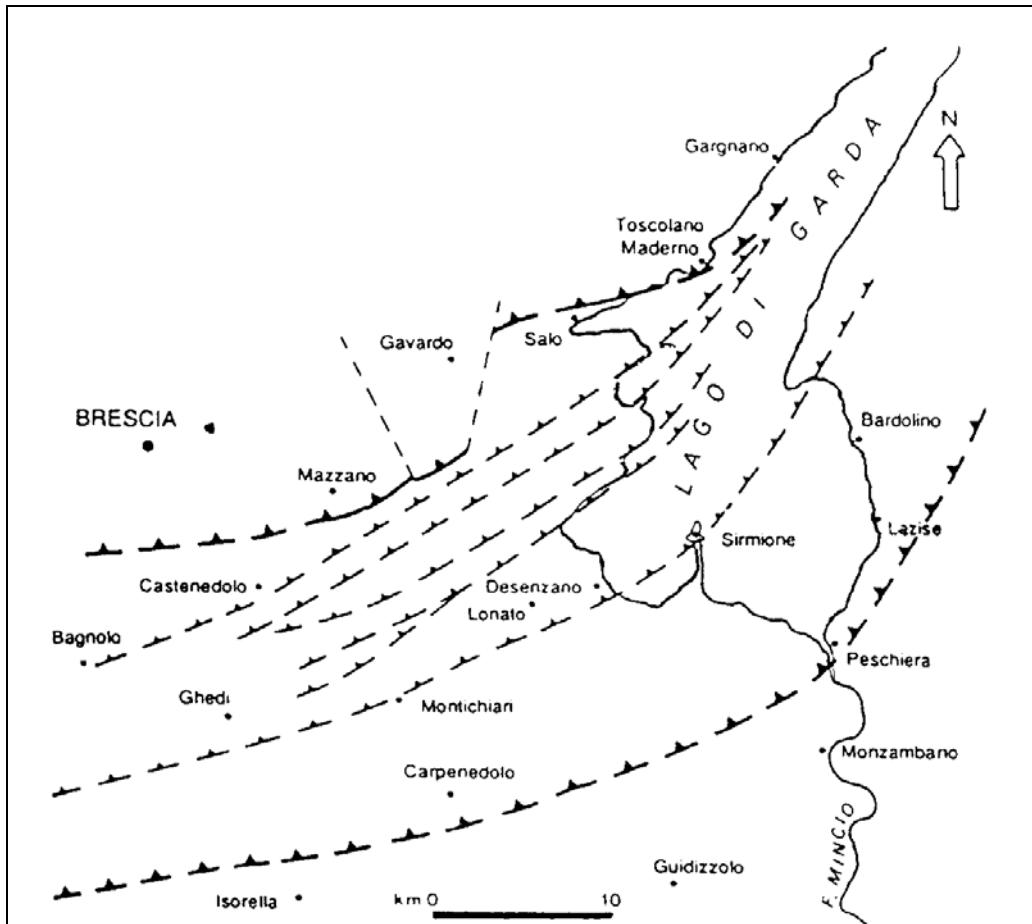 N
Gargnano
LAGO DI GARDA
Toscolano
Maderno
Salo
Gavardo
BRESCIA
Bardolino
Mazzano
Lazise
Sirmione
Castenedolo
Desenzano
Lonato
Bagnolo
Peschiera
Ghedi
Montichiari
Monzambano
Carpenedolo
F. MINCIO
Guidizzolo
Isorella
km 0 10